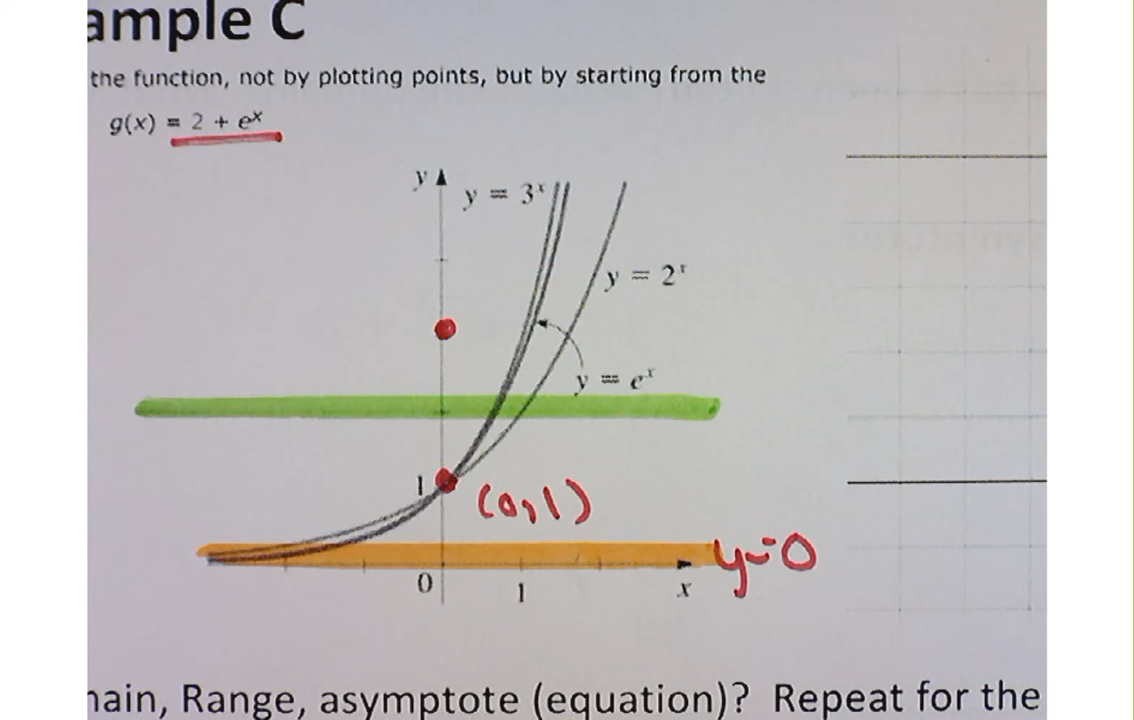 ample C
the function, not by plotting points, but by starting from the
g(x) = 2 + eˣ
y
y = 3ˣ
y = 2ˣ
y = eˣ
1
(0,1)
y=0
0
1
x
main, Range, asymptote (equation)? Repeat for the